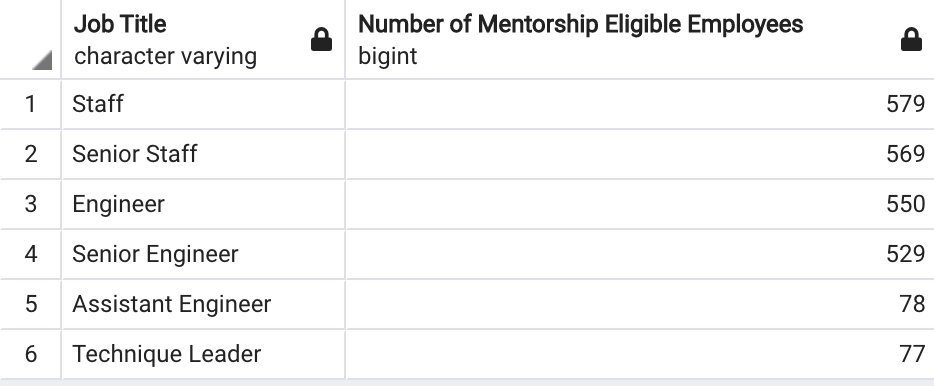 Job Title Number of Mentorship Eligible Employees
character varying bigint
1 Staff 579
2 Senior Staff 569
3 Engineer 550
4 Senior Engineer 529
5 Assistant Engineer 78
6 Technique Leader 77